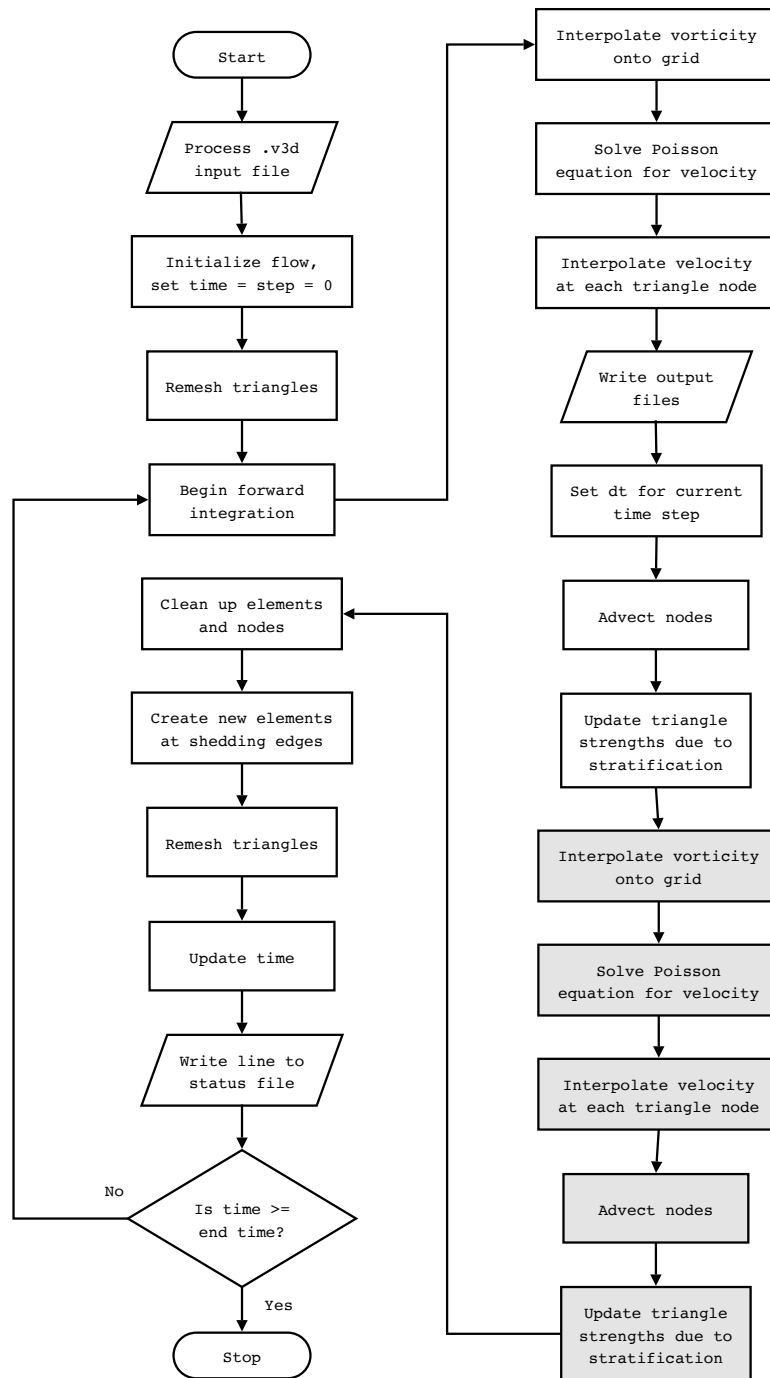 Start
Process .v3d
input file
Initialize flow,
set time = step = 0
Remesh triangles
Begin forward
integration
Interpolate vorticity
onto grid
Solve Poisson
equation for velocity
Interpolate velocity
at each triangle node
Write output
files
Set dt for current
time step
Advect nodes
Update triangle
strengths due to
stratification
Interpolate vorticity
onto grid
Solve Poisson
equation for velocity
Interpolate velocity
at each triangle node
Advect nodes
Update triangle
strengths due to
stratification
Clean up elements
and nodes
Create new elements
at shedding edges
Remesh triangles
Update time
Write line to
status file
Is time >=
end time?
No
Yes
Stop